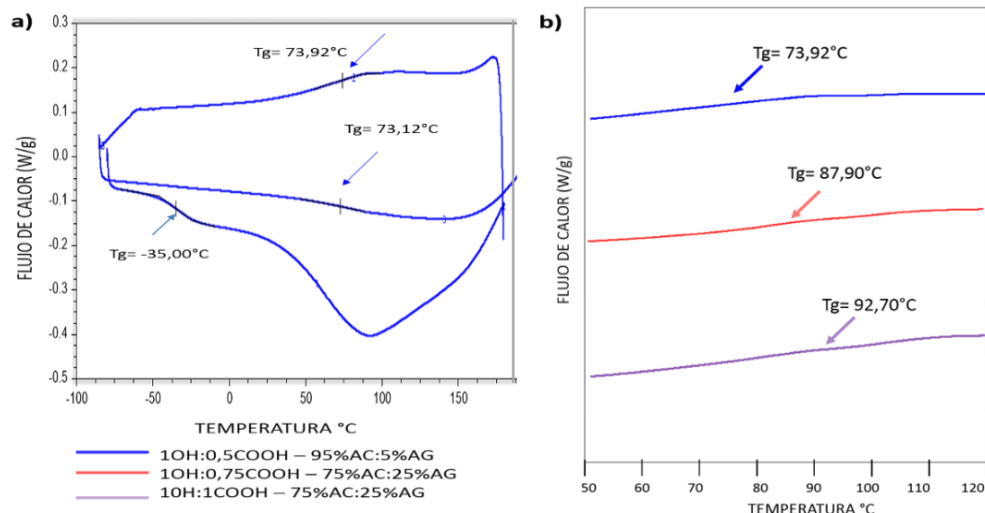 a)
0.3
0.2
0.1
0.0
-0.1
-0.2
-0.3
-0.4
-0.5
FLUJO DE CALOR (W/g)
Tg= 73,92°C
Tg= 73,12°C
Tg= -35,00°C
-100
-50
0
50
100
150
TEMPERATURA °C
1OH:0,5COOH – 95%AC:5%AG
1OH:0,75COOH – 75%AC:25%AG
10H:1COOH – 75%AC:25%AG
b)
FLUJO DE CALOR (W/g)
Tg= 73,92°C
Tg= 87,90°C
Tg= 92,70°C
50
60
70
80
90
100
110
120
TEMPERATURA °C